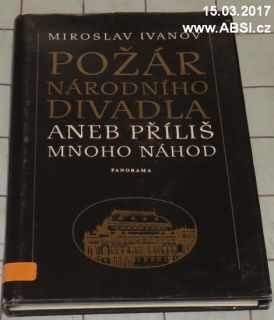 15.03.2017
www.ABSI.cz
MIROSLAV IVANOV
POŽÁR
NÁRODNÍHO
DIVADLA
ANEB PŘÍLIŠ
MNOHO NÁHOD
PANORAMA